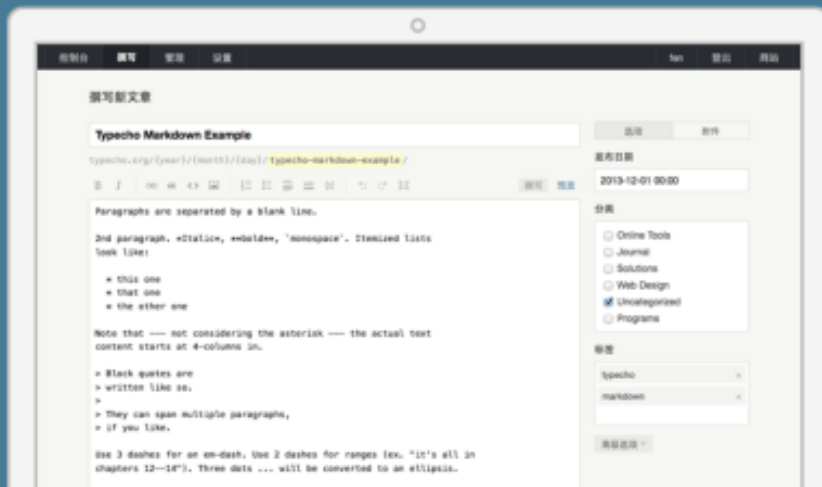 控制台 撰写 管理 设置 fen 登出 网站
撰写新文章
Typecho Markdown Example
typecho.org/{year}/{month}/{day}/typecho-markdown-example/
B I 撰写 预览
Paragraphs are separated by a blank line.
2nd paragraph. *Italic*, **bold**, `monospace`. Itemized lists
look like:
* this one
* that one
* the other one
Note that --- not considering the asterisk --- the actual text
content starts at 4-columns in.
> Block quotes are
> written like so.
>
> They can span multiple paragraphs,
> if you like.
Use 3 dashes for an em-dash. Use 2 dashes for ranges (ex. "it's all in
chapters 12--14"). Three dots ... will be converted to an ellipsis.
选项 附件
发布日期
2013-12-01 00:00
分类
Online Tools
Journal
Solutions
Web Design
Uncategorized
Programs
标签
typecho ×
markdown ×
高级选项